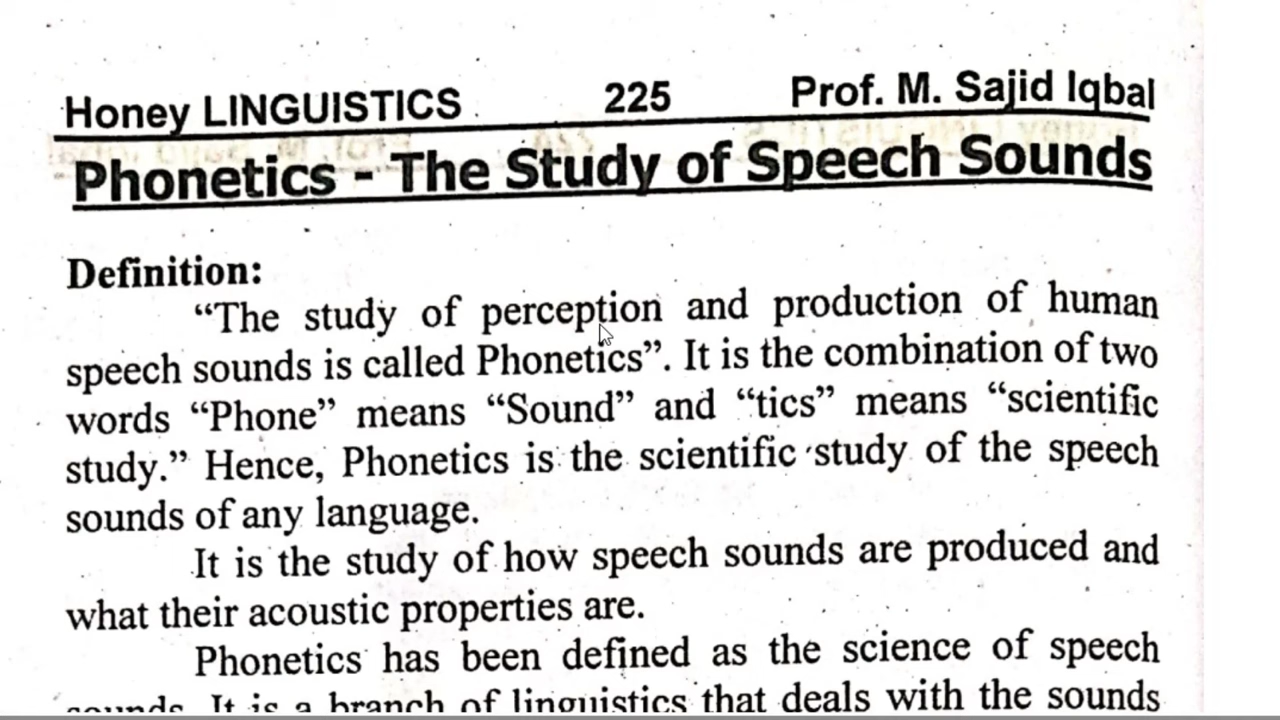 Honey LINGUISTICS 225 Prof. M. Sajid Iqbal
Phonetics - The Study of Speech Sounds
Definition:
“The study of perception and production of human
speech sounds is called Phonetics”. It is the combination of two
words “Phone” means “Sound” and “tics” means “scientific
study.” Hence, Phonetics is the scientific study of the speech
sounds of any language.
It is the study of how speech sounds are produced and
what their acoustic properties are.
Phonetics has been defined as the science of speech
sounds. It is a branch of linguistics that deals with the sounds